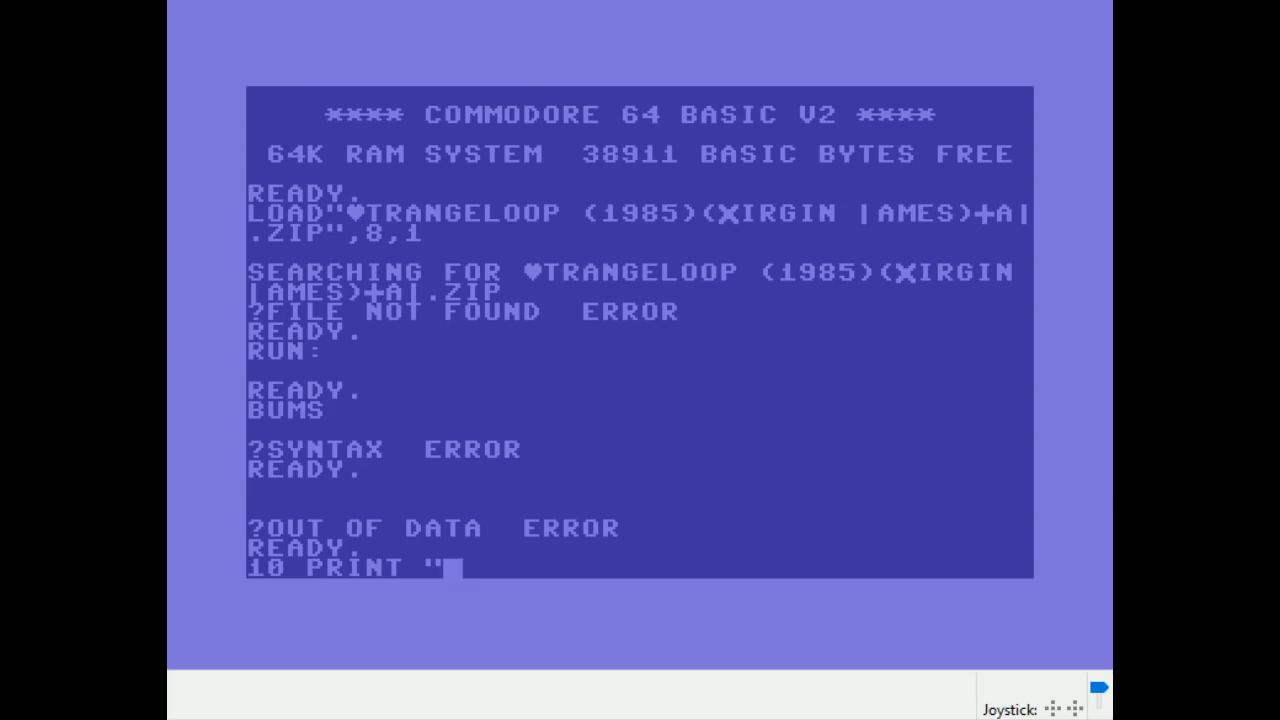 **** COMMODORE 64 BASIC V2 ****
64K RAM SYSTEM  38911 BASIC BYTES FREE
READY.
LOAD"♥TRANGELOOP (1985)(╳IRGIN |AMES)┼A|
.ZIP",8,1
SEARCHING FOR ♥TRANGELOOP (1985)(╳IRGIN
|AMES)┼A|.ZIP
?FILE NOT FOUND  ERROR
READY.
RUN:
READY.
BUMS
?SYNTAX  ERROR
READY.
?OUT OF DATA  ERROR
READY.
10 PRINT "
Joystick: